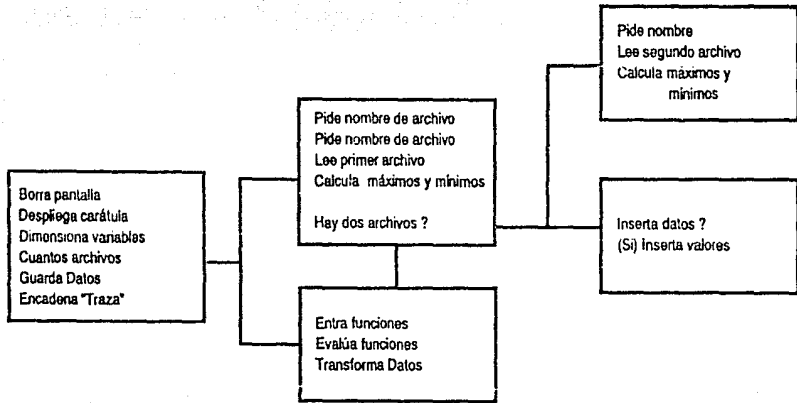 Borra pantalla
Despliega carátula
Dimensiona variables
Cuantos archivos
Guarda Datos
Encadena "Traza"
Pide nombre de archivo
Pide nombre de archivo
Lee primer archivo
Calcula máximos y mínimos
Hay dos archivos ?
Entra funciones
Evalúa funciones
Transforma Datos
Pide nombre
Lee segundo archivo
Calcula máximos y
mínimos
Inserta datos ?
(Si) Inserta valores